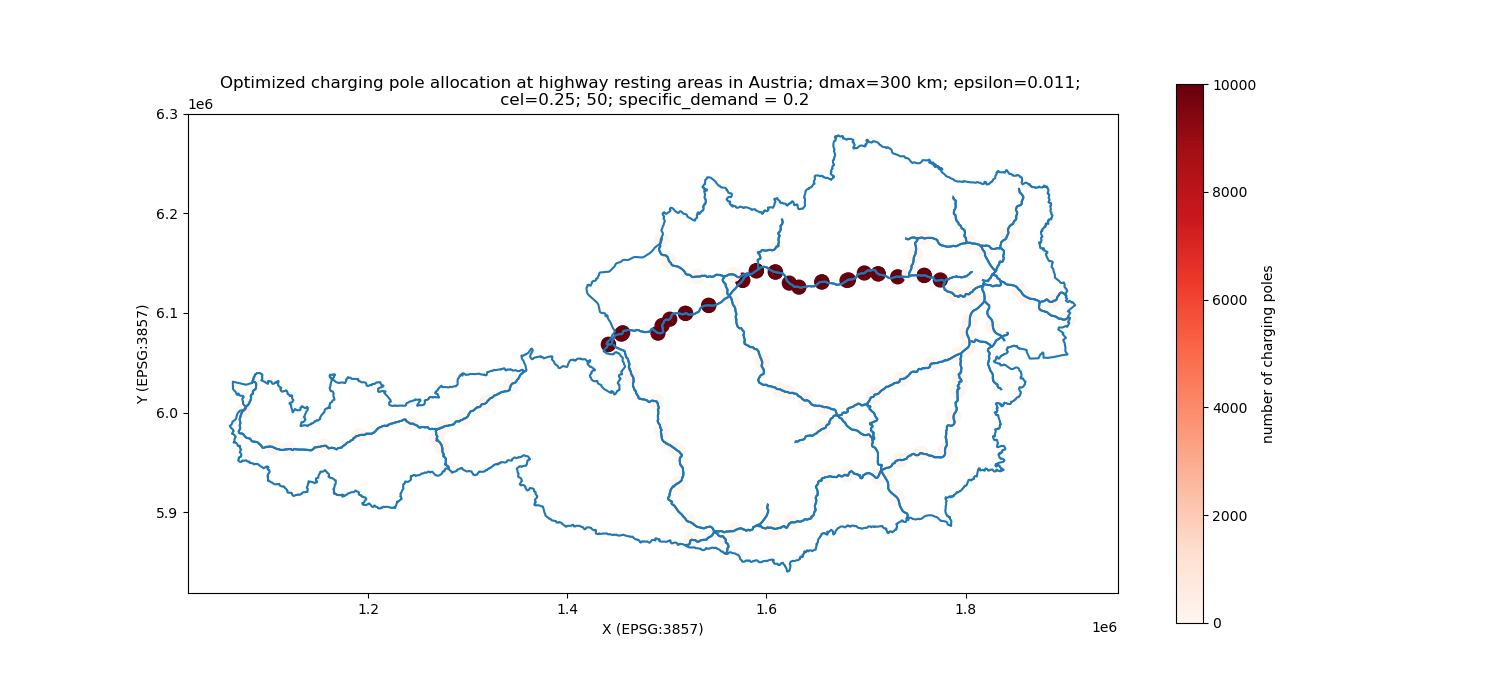 Optimized charging pole allocation at highway resting areas in Austria; dmax=300 km; epsilon=0.011;
cel=0.25; 50; specific_demand = 0.2
1e6
6.3
6.2
6.1
6.0
5.9
Y (EPSG:3857)
1.2
1.4
1.6
1.8
X (EPSG:3857)
1e6
10000
8000
6000
4000
2000
0
number of charging poles